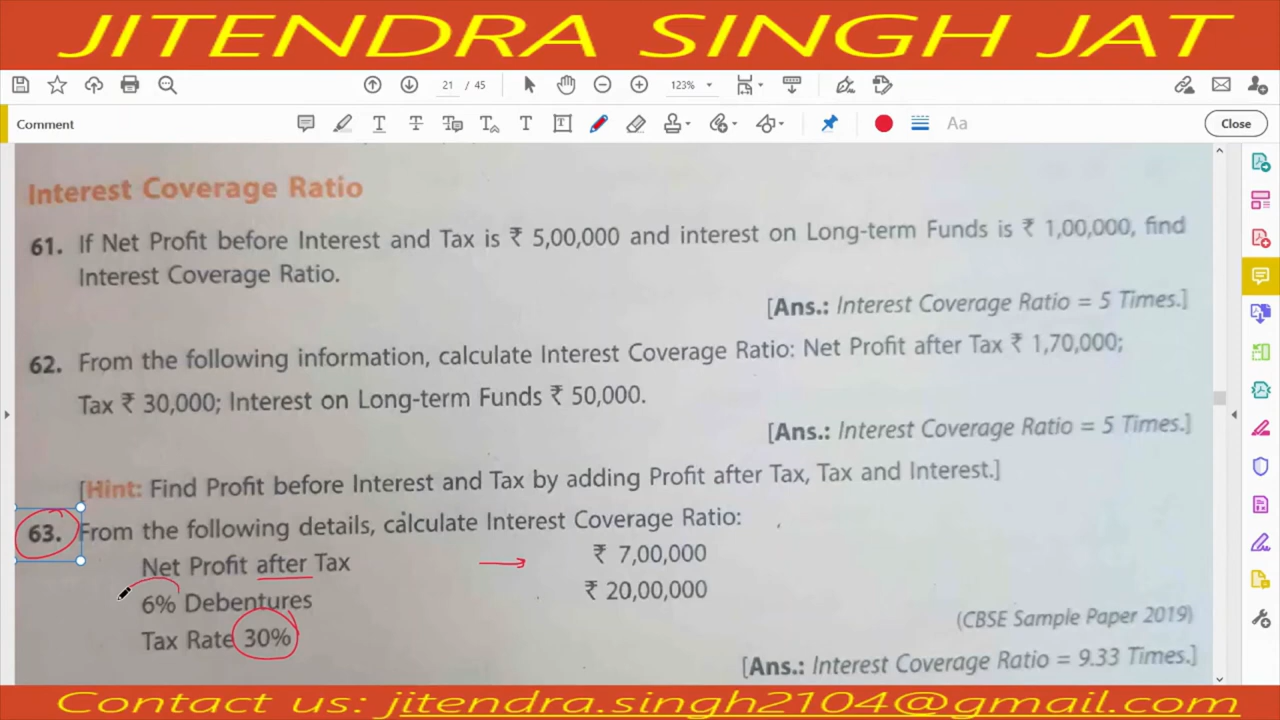 JITENDRA SINGH JAT
21 / 45
123%
Comment
Aa
Close
Interest Coverage Ratio
61. If Net Profit before Interest and Tax is ₹ 5,00,000 and interest on Long-term Funds is ₹ 1,00,000, find
Interest Coverage Ratio.
[Ans.: Interest Coverage Ratio = 5 Times.]
62. From the following information, calculate Interest Coverage Ratio: Net Profit after Tax ₹ 1,70,000;
Tax ₹ 30,000; Interest on Long-term Funds ₹ 50,000.
[Ans.: Interest Coverage Ratio = 5 Times.]
[Hint: Find Profit before Interest and Tax by adding Profit after Tax, Tax and Interest.]
63. From the following details, calculate Interest Coverage Ratio:
Net Profit after Tax ₹ 7,00,000
6% Debentures ₹ 20,00,000
Tax Rate 30%
(CBSE Sample Paper 2019)
[Ans.: Interest Coverage Ratio = 9.33 Times.]
Contact us: jitendra.singh2104@gmail.com